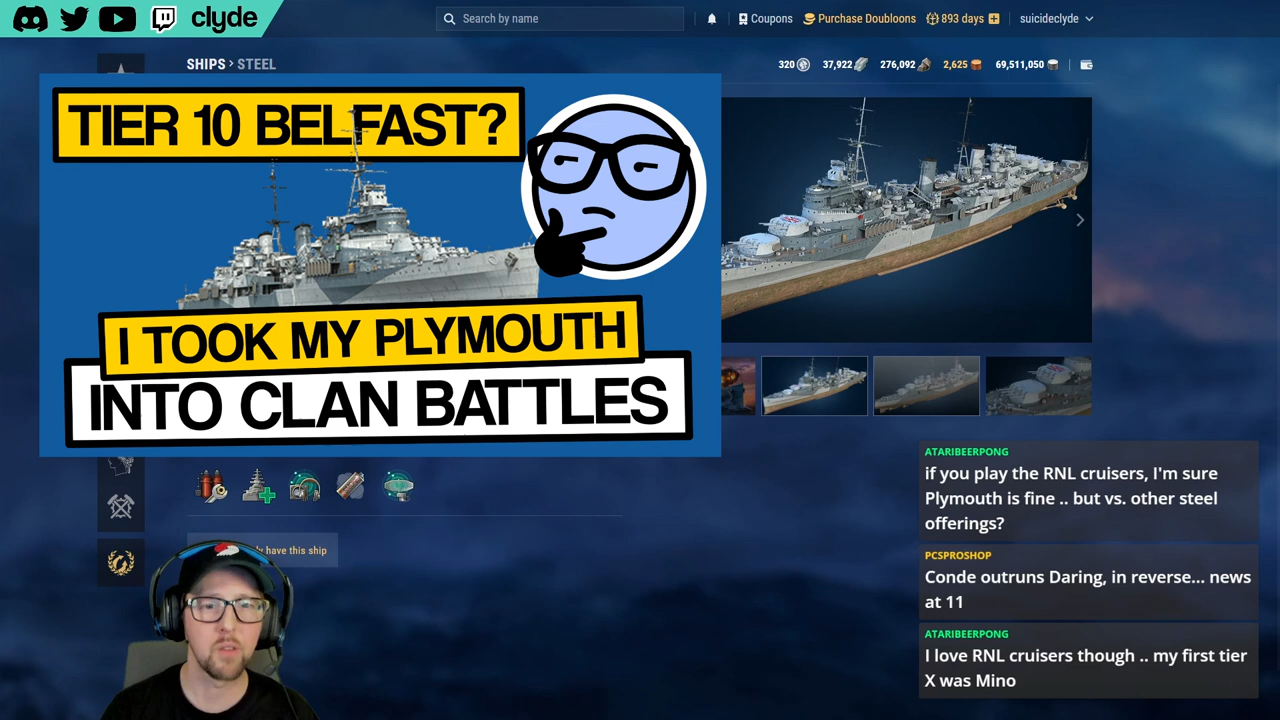 clyde
Search by name
Coupons
Purchase Doubloons
893 days
suicideclyde
SHIPS > STEEL
320
37,922
276,092
2,625
69,511,050
TIER 10 BELFAST?
I TOOK MY PLYMOUTH
INTO CLAN BATTLES
have this ship
ATARIBEERPONG
if you play the RNL cruisers, I'm sure
Plymouth is fine .. but vs. other steel
offerings?
PCSPROSHOP
Conde outruns Daring, in reverse... news
at 11
ATARIBEERPONG
I love RNL cruisers though .. my first tier
X was Mino